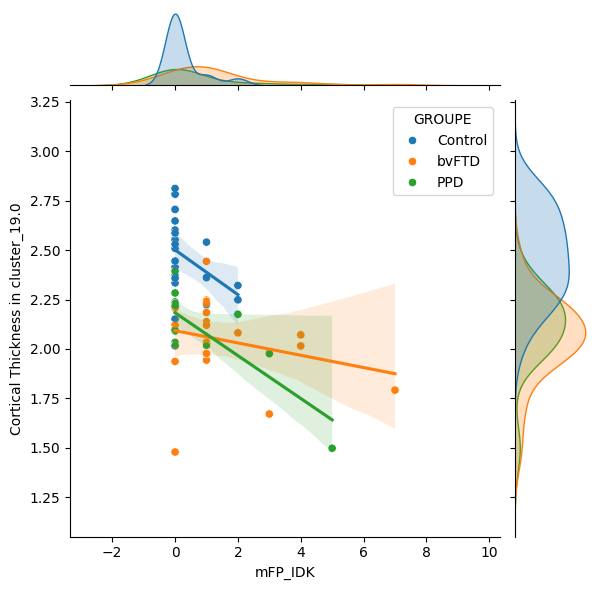 3.25
3.00
2.75
2.50
2.25
2.00
1.75
1.50
1.25
Cortical Thickness in cluster_19.0
GROUPE
Control
bvFTD
PPD
−2 0 2 4 6 8 10
mFP_IDK